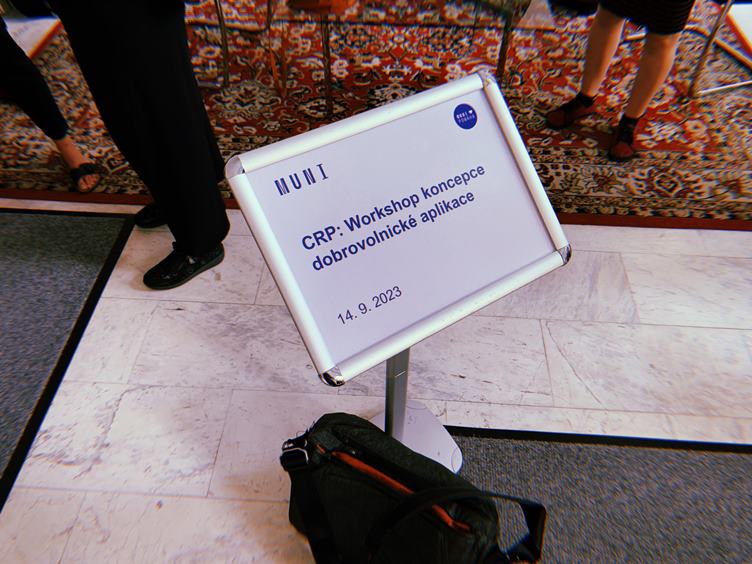 MUNI
CRP: Workshop koncepce
dobrovolnické aplikace
14. 9. 2023